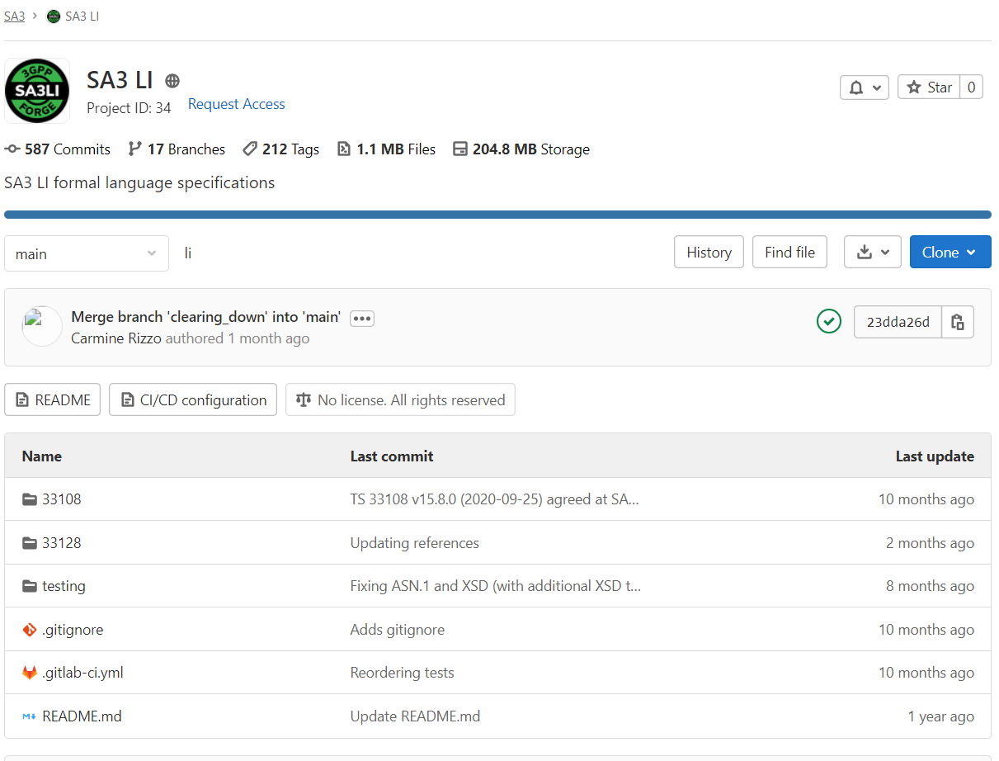 SA3 > SA3 LI
3GPP
SA3LI
FORGE
SA3 LI
Project ID: 34 Request Access
Star 0
587 Commits 17 Branches 212 Tags 1.1 MB Files 204.8 MB Storage
SA3 LI formal language specifications
main li History Find file Clone
Merge branch 'clearing_down' into 'main'
Carmine Rizzo authored 1 month ago
23dda26d
README CI/CD configuration No license. All rights reserved
Name Last commit Last update
33108 TS 33108 v15.8.0 (2020-09-25) agreed at SA... 10 months ago
33128 Updating references 2 months ago
testing Fixing ASN.1 and XSD (with additional XSD t... 8 months ago
.gitignore Adds gitignore 10 months ago
.gitlab-ci.yml Reordering tests 10 months ago
README.md Update README.md 1 year ago